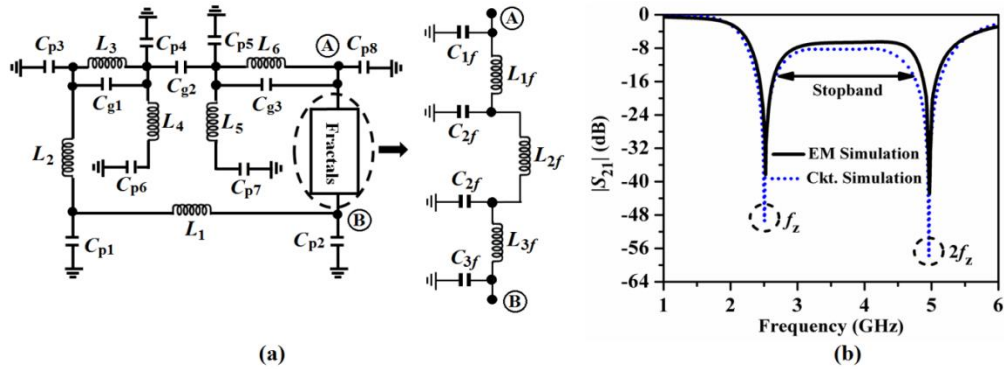 Cp3
L3
Cp4
Cp5
L6
A
Cp8
Cg1
Cg2
Cg3
L2
L4
L5
Fractals
Cp6
Cp7
L1
B
Cp1
Cp2
A
C1f
L1f
C2f
L2f
C2f
L3f
C3f
B
(a)
|S21| (dB)
0
-8
-16
-24
-32
-40
-48
-56
-64
Stopband
EM Simulation
Ckt. Simulation
fz
2fz
1 2 3 4 5 6
Frequency (GHz)
(b)